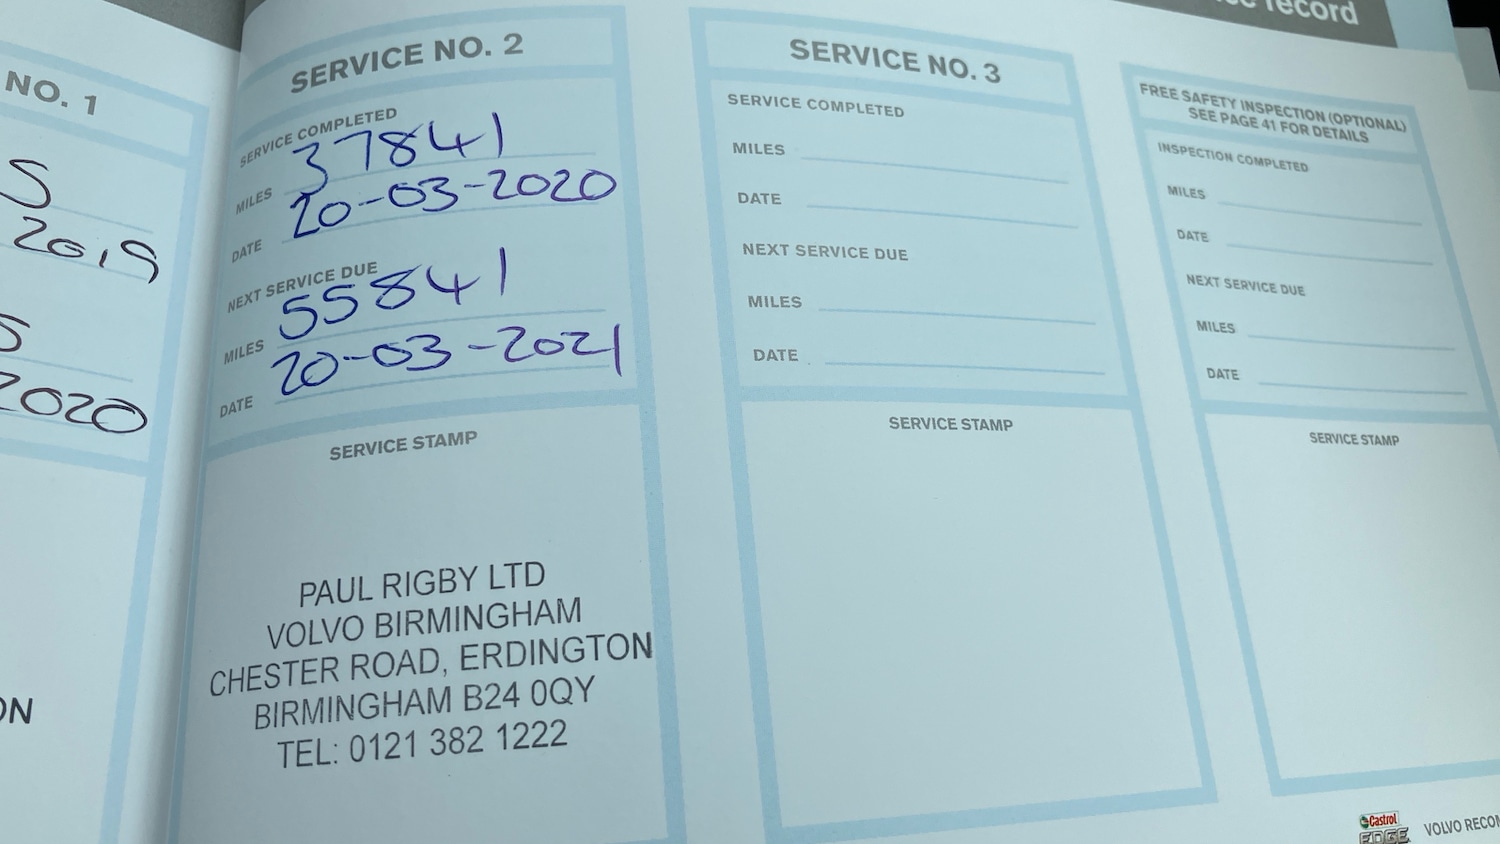 record
NO. 1
S
2019
2020
SERVICE NO. 2
SERVICE COMPLETED
MILES 37841
DATE 20-03-2020
NEXT SERVICE DUE
MILES 55841
DATE 20-03-2021
SERVICE STAMP
PAUL RIGBY LTD
VOLVO BIRMINGHAM
CHESTER ROAD, ERDINGTON
BIRMINGHAM B24 0QY
TEL: 0121 382 1222
SERVICE NO. 3
SERVICE COMPLETED
MILES
DATE
NEXT SERVICE DUE
MILES
DATE
SERVICE STAMP
FREE SAFETY INSPECTION (OPTIONAL)
SEE PAGE 41 FOR DETAILS
INSPECTION COMPLETED
MILES
DATE
NEXT SERVICE DUE
MILES
DATE
SERVICE STAMP
Castrol
EDGE
VOLVO